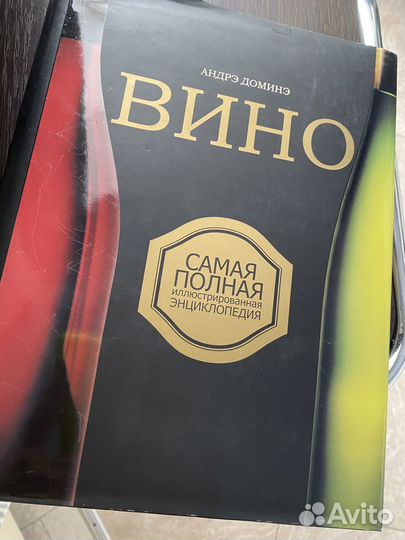 АНДРЭ ДОМИНЭ
ВИНО
САМАЯ
ПОЛНАЯ
иллюстрированная
ЭНЦИКЛОПЕДИЯ
Avito